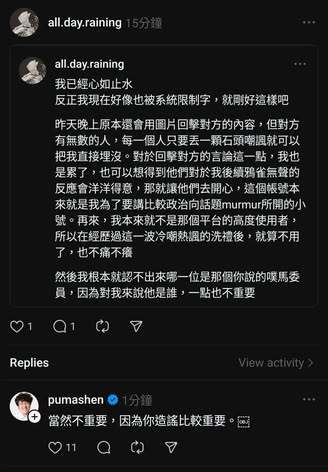 all.day.raining 15分鐘
all.day.raining
我已經心如止水
反正我現在好像也被系統限制字，就剛好這樣吧
昨天晚上原本還會用圖片回擊對方的內容，但對方
有無數的人，每一個人只要丟一顆石頭嘲諷就可以
把我直接埋沒。對於回擊對方的言論這一點，我也
是累了，也可以想得到他們對於我後續鴉雀無聲的
反應會洋洋得意，那就讓他們去開心，這個帳號本
來就是我為了要講比較政治向話題murmur所開的小
號。再來，我本來就不是那個平台的高度使用者，
所以在經歷過這一波冷嘲熱諷的洗禮後，就算不用
了，也不痛不癢
然後我根本就認不出來哪一位是那個你說的噗馬委
員，因為對我來說他是誰，一點也不重要
1 1
Replies View activity
pumashen 1分鐘
當然不重要，因為你造謠比較重要。OBJ
11